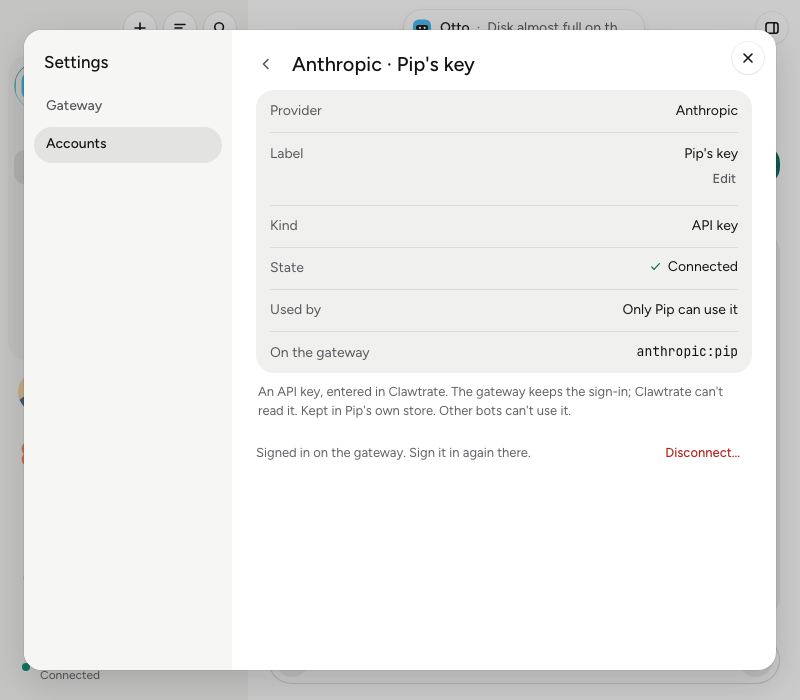 Otto · Disk almost full on th
Settings
Gateway
Accounts
Anthropic · Pip's key
Provider
Anthropic
Label
Pip's key
Edit
Kind
API key
State
Connected
Used by
Only Pip can use it
On the gateway
anthropic:pip
An API key, entered in Clawtrate. The gateway keeps the sign-in; Clawtrate can't
read it. Kept in Pip's own store. Other bots can't use it.
Signed in on the gateway. Sign it in again there.
Disconnect…
Connected